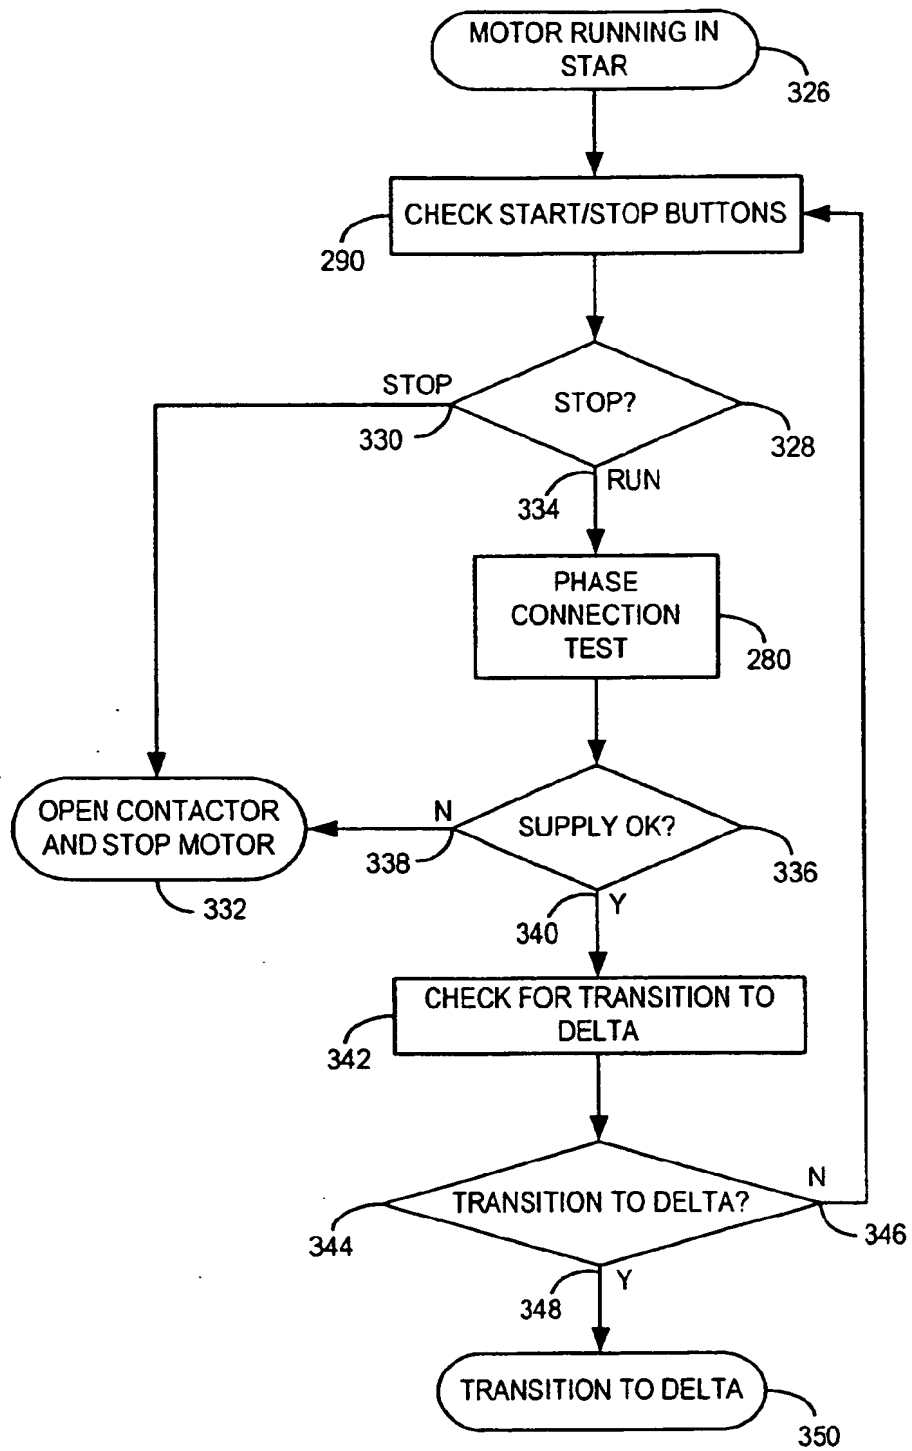 MOTOR RUNNING IN
STAR
326
CHECK START/STOP BUTTONS
290
STOP
STOP?
330
328
RUN
334
PHASE
CONNECTION
TEST
280
OPEN CONTACTOR
AND STOP MOTOR
N
SUPPLY OK?
338
336
332
Y
340
CHECK FOR TRANSITION TO
DELTA
342
N
TRANSITION TO DELTA?
344
346
Y
348
TRANSITION TO DELTA
350